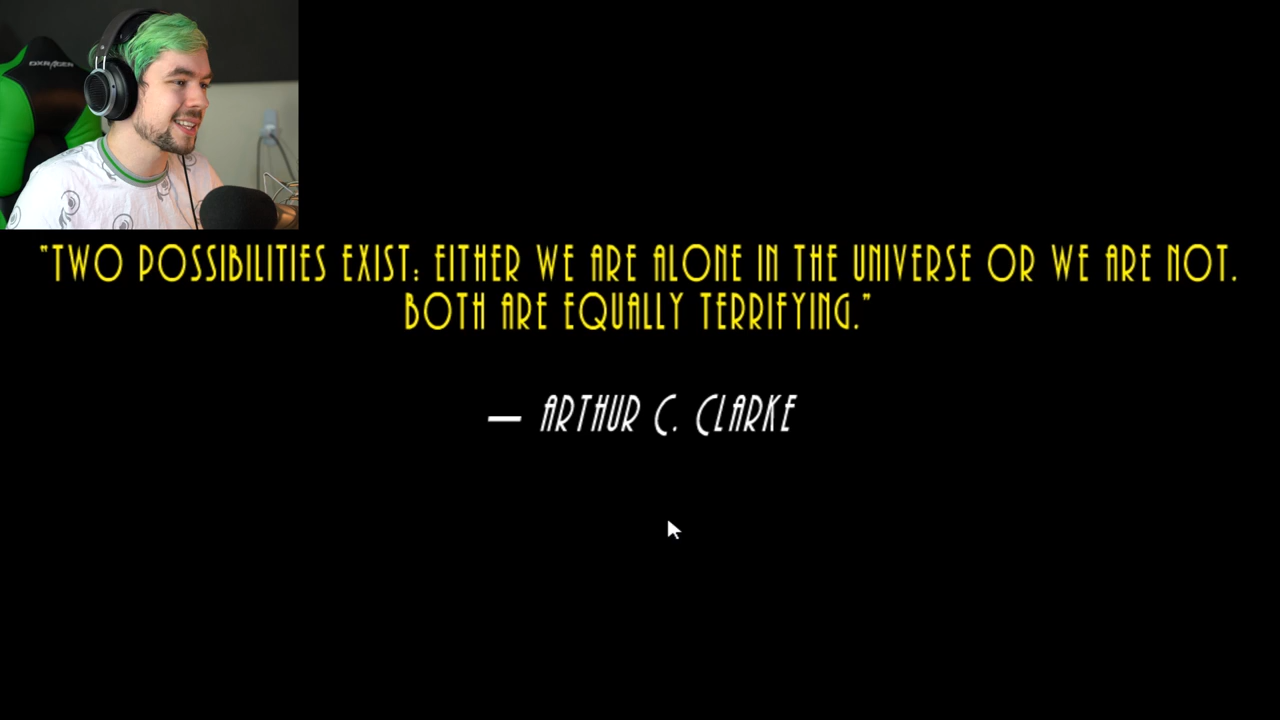 DXRACER
"TWO POSSIBILITIES EXIST: EITHER WE ARE ALONE IN THE UNIVERSE OR WE ARE NOT.
BOTH ARE EQUALLY TERRIFYING."
— ARTHUR C. CLARKE